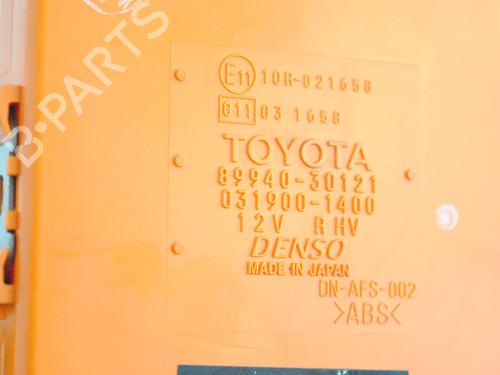 B-PARTS
E11 10R-021658
e11 03 1658
TOYOTA
89940-30121
031900-1400
12V R HV
DENSO
MADE IN JAPAN
DN-AFS-002
>ABS<